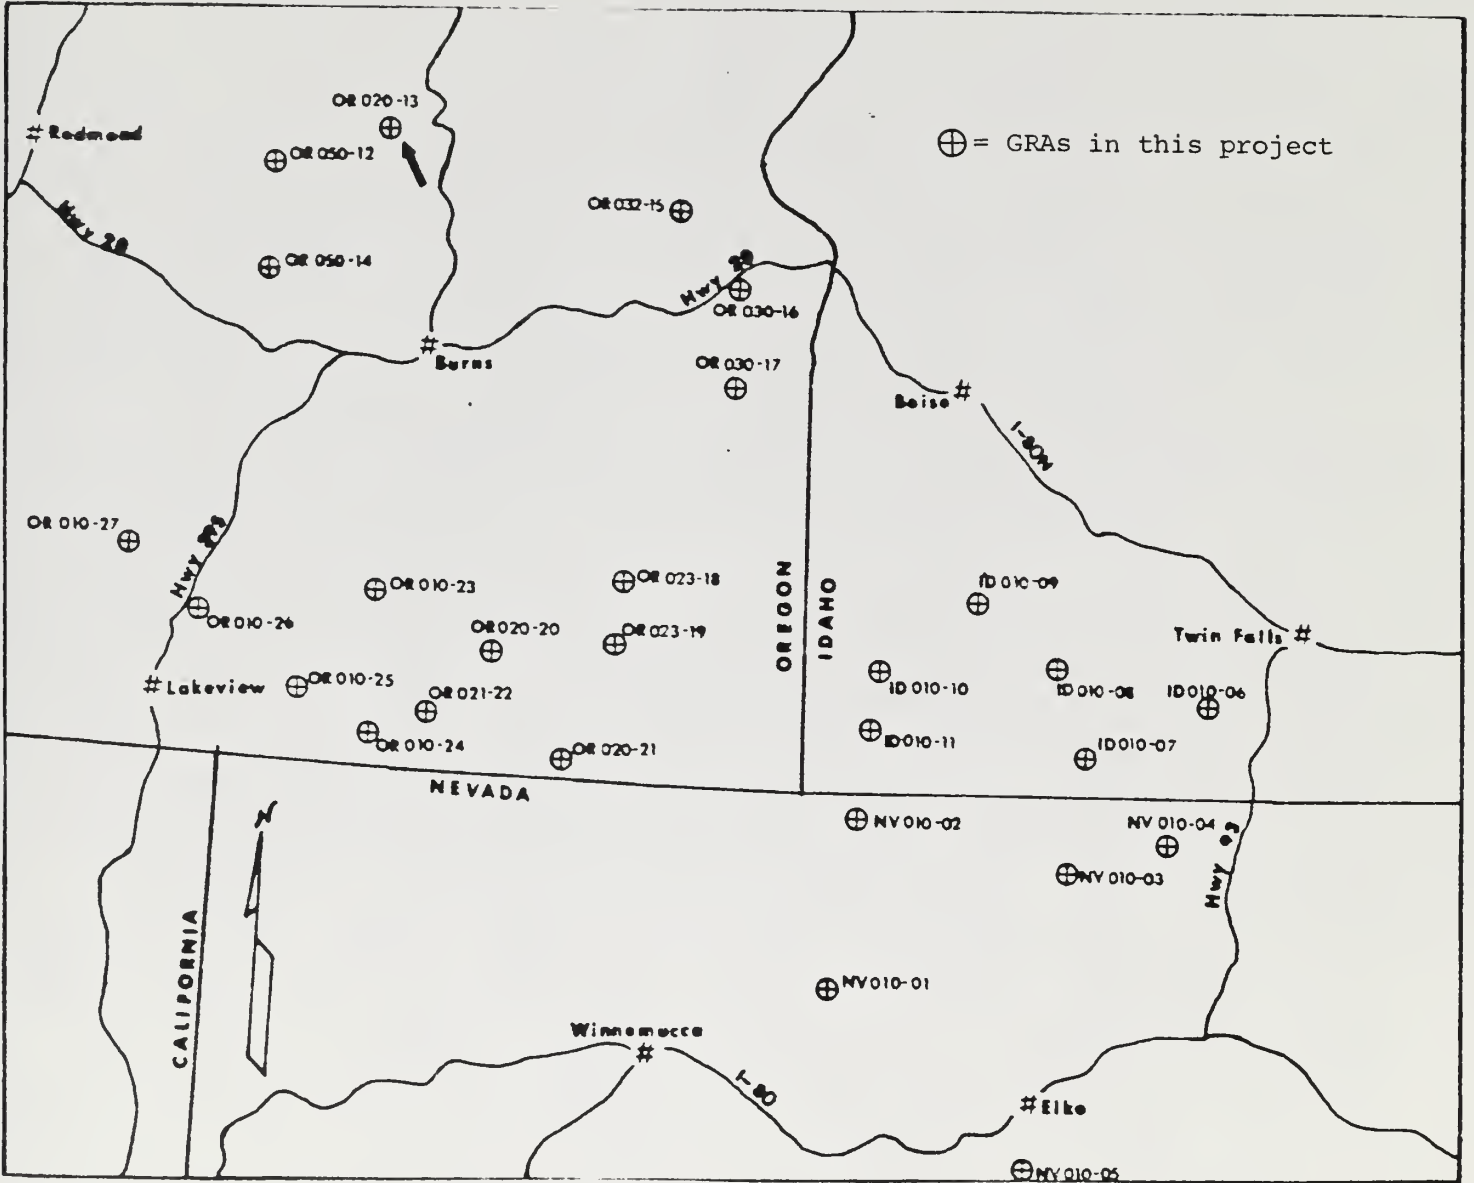 OR 020-13
Redmond
OR 050-12
⊕ = GRAs in this project
OR 032-15
Hwy 20
OR 050-14
Hwy
OR 030-16
Burns
OR 030-17
Boise
I-80N
OR 010-27
Hwy
OR 010-23
OR 023-18
OREGON
IDAHO
ID 010-09
OR 010-26
OR 020-20
OR 023-19
Twin Falls
Lakeview
OR 010-25
OR 021-22
ID 010-10
ID 010-08
ID 010-06
OR 010-24
OR 020-21
ID 010-11
ID 010-07
NEVADA
N
NV 010-02
NV 010-04
Hwy 93
NV 010-03
CALIFORNIA
NV 010-01
Winnemucca
I-80
Elko
NV 010-05